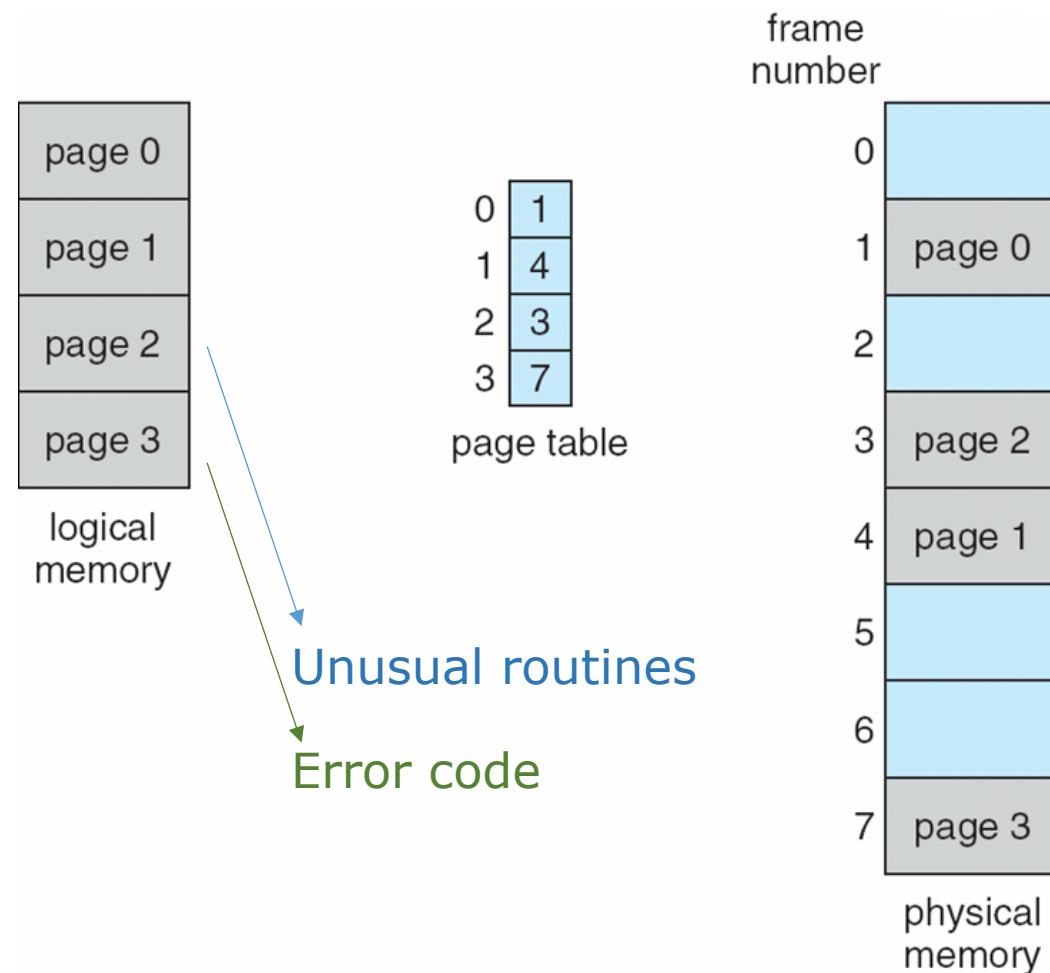 frame
number
page 0
page 1
page 2
page 3
logical
memory
0 1
1 4
2 3
3 7
page table
Unusual routines
Error code
0
1 page 0
2
3 page 2
4 page 1
5
6
7 page 3
physical
memory